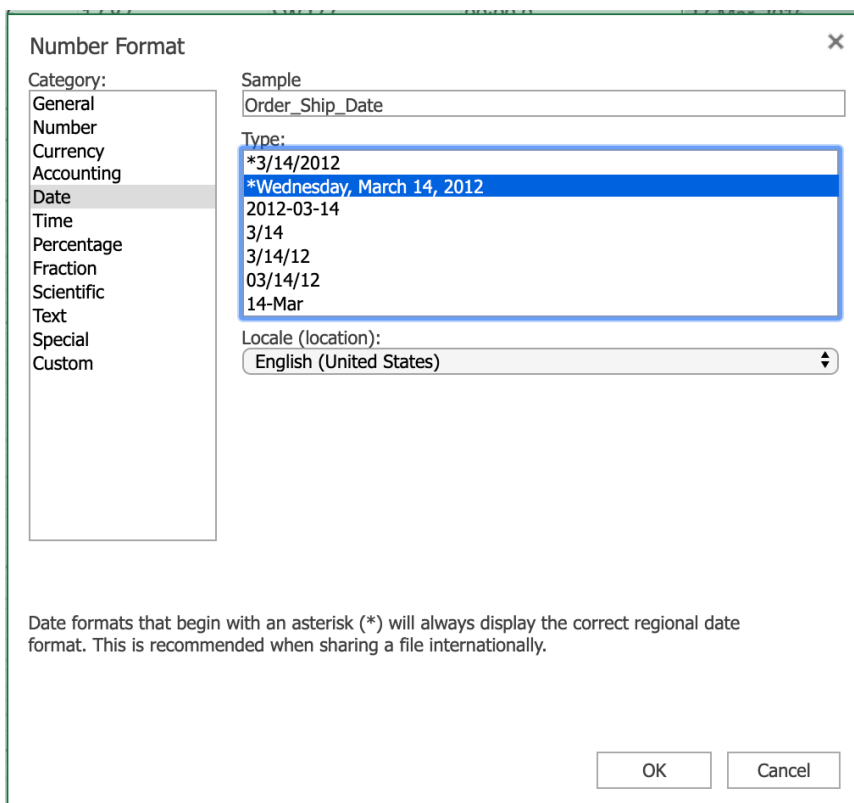 Number Format
Category:
General
Number
Currency
Accounting
Date
Time
Percentage
Fraction
Scientific
Text
Special
Custom
Sample
Order_Ship_Date
Type:
*3/14/2012
*Wednesday, March 14, 2012
2012-03-14
3/14
3/14/12
03/14/12
14-Mar
Locale (location):
English (United States)
Date formats that begin with an asterisk (*) will always display the correct regional date
format. This is recommended when sharing a file internationally.
OK
Cancel